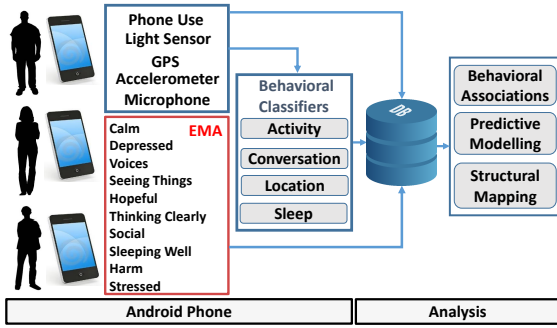 Phone Use
Light Sensor
GPS
Accelerometer
Microphone
EMA
Calm
Depressed
Voices
Seeing Things
Hopeful
Thinking Clearly
Social
Sleeping Well
Harm
Stressed
Behavioral
Classifiers
Activity
Conversation
Location
Sleep
DB
Behavioral
Associations
Predictive
Modelling
Structural
Mapping
Android Phone
Analysis